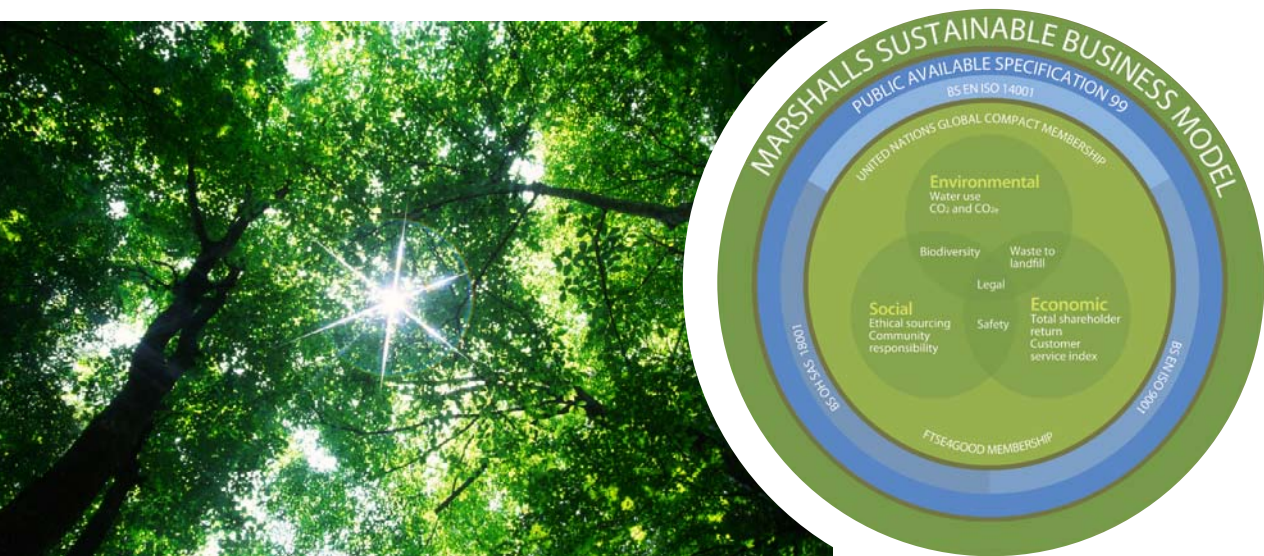 MARSHALLS SUSTAINABLE BUSINESS MODEL
PUBLIC AVAILABLE SPECIFICATION 99
BS EN ISO 14001
UNITED NATIONS GLOBAL COMPACT MEMBERSHIP
Environmental
Water use
CO₂ and CO₂e
Biodiversity
Waste to
landfill
Legal
Social
Ethical sourcing
Community
responsibility
Safety
Economic
Total shareholder
return
Customer
service index
BS OH SAS 18001
BS EN ISO 9001
FTSE4GOOD MEMBERSHIP